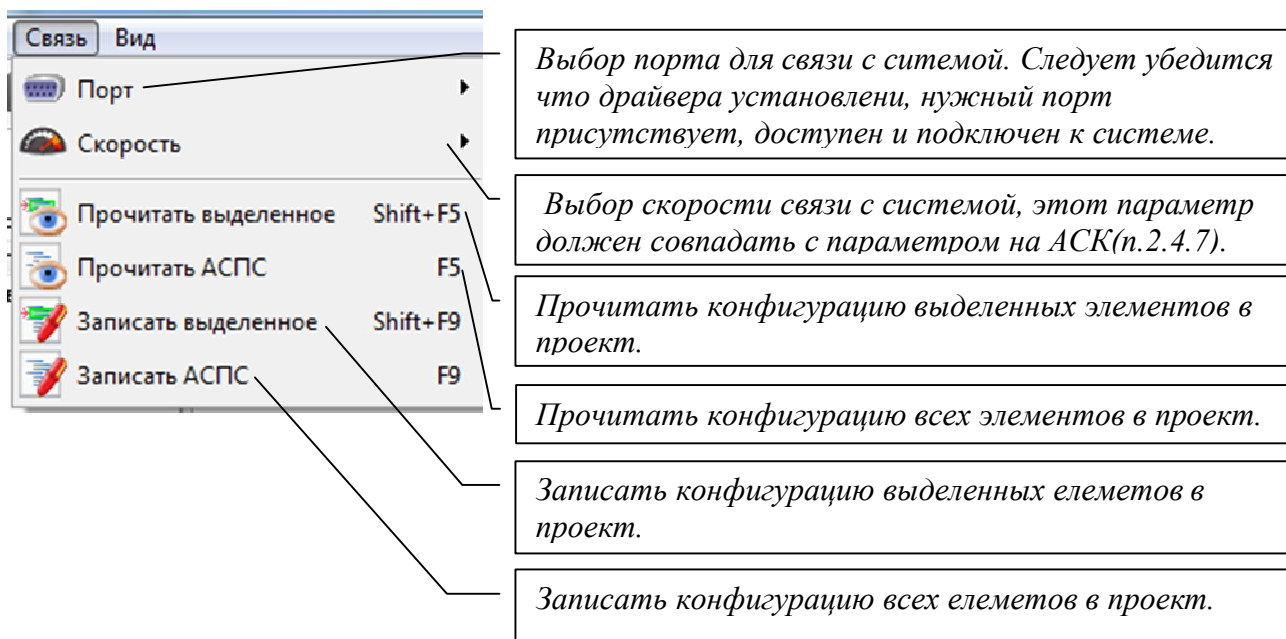 Связь Вид
Порт
Скорость
Прочитать выделенное Shift+F5
Прочитать АСПС F5
Записать выделенное Shift+F9
Записать АСПС F9
Выбор порта для связи с ситемой. Следует убедится
что драйвера установлени, нужный порт
присутствует, доступен и подключен к системе.
Выбор скорости связи с системой, этот параметр
должен совпадать с параметром на АСК(п.2.4.7).
Прочитать конфигурацию выделенных элементов в
проект.
Прочитать конфигурацию всех элементов в проект.
Записать конфигурацию выделенных елеметов в
проект.
Записать конфигурацию всех елеметов в проект.